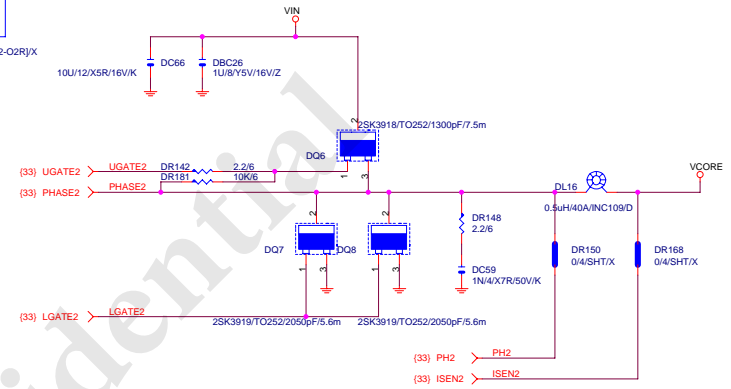 VIN
2-O2R]/X
DC66
10U/12/X5R/16V/K
DBC26
1U/8/Y5V/16V/Z
2
2SK3918/TO252/1300pF/7.5m
DQ6
1
3
{33} UGATE2
UGATE2
DR142
2.2/6
DR181
10K/6
{33} PHASE2
PHASE2
DL16
VCORE
0.5uH/40A/INC109/D
2
2
DQ7
DQ8
1
3
1
3
DR148
2.2/6
DC59
1N/4/X7R/50V/K
DR150
0/4/SHT/X
DR168
0/4/SHT/X
{33} LGATE2
LGATE2
2SK3919/TO252/2050pF/5.6m
2SK3919/TO252/2050pF/5.6m
{33} PH2
PH2
{33} ISEN2
ISEN2
idential